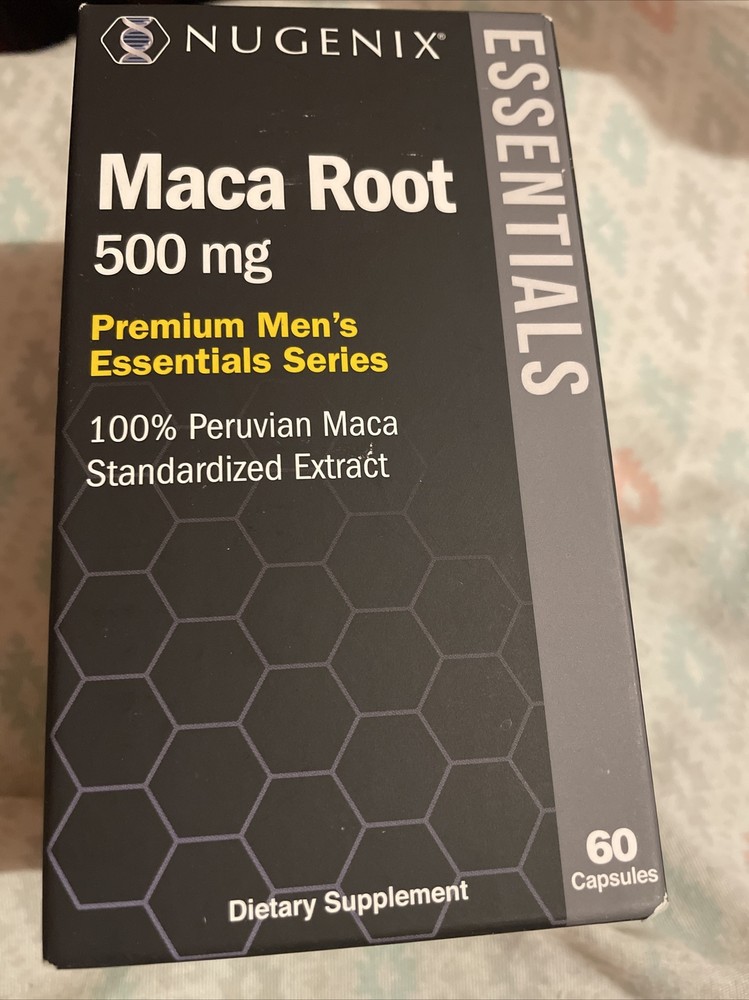 NUGENIX®
ESSENTIALS
Maca Root
500 mg
Premium Men's
Essentials Series
100% Peruvian Maca
Standardized Extract
60
Capsules
Dietary Supplement